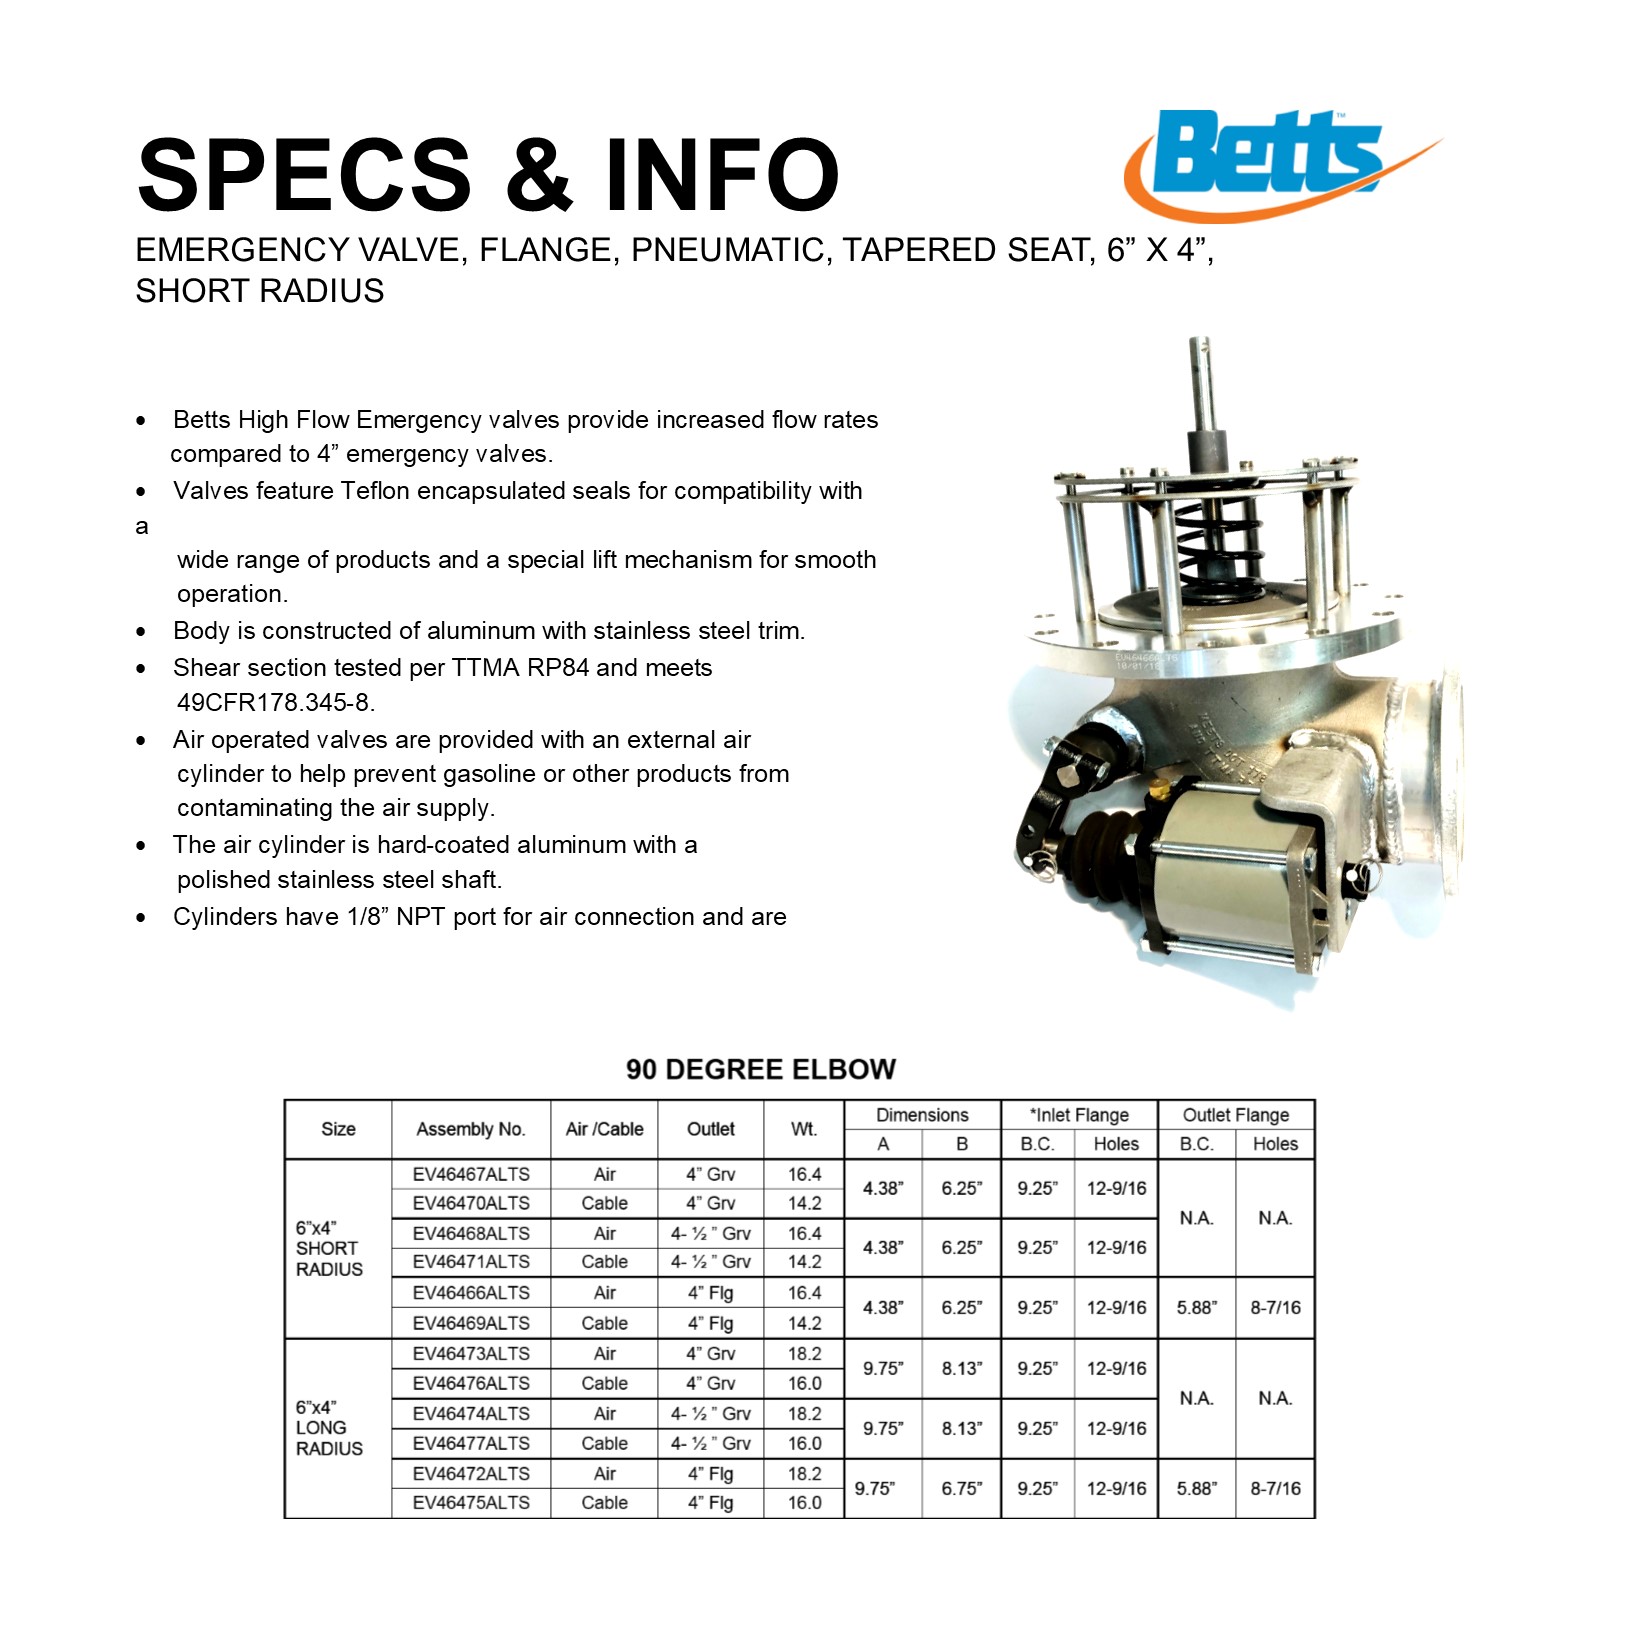 Betts™
SPECS & INFO
EMERGENCY VALVE, FLANGE, PNEUMATIC, TAPERED SEAT, 6” X 4”,
SHORT RADIUS
• Betts High Flow Emergency valves provide increased flow rates
compared to 4” emergency valves.
• Valves feature Teflon encapsulated seals for compatibility with
a
wide range of products and a special lift mechanism for smooth
operation.
• Body is constructed of aluminum with stainless steel trim.
• Shear section tested per TTMA RP84 and meets
49CFR178.345-8.
• Air operated valves are provided with an external air
cylinder to help prevent gasoline or other products from
contaminating the air supply.
• The air cylinder is hard-coated aluminum with a
polished stainless steel shaft.
• Cylinders have 1/8” NPT port for air connection and are
EV46466ALTS
90 DEGREE ELBOW
Size Assembly No. Air /Cable Outlet Wt. Dimensions *Inlet Flange Outlet Flange
A B B.C. Holes B.C. Holes
6”x4” SHORT RADIUS
EV46467ALTS Air 4” Grv 16.4 4.38” 6.25” 9.25” 12-9/16 N.A. N.A.
EV46470ALTS Cable 4” Grv 14.2
EV46468ALTS Air 4- ½ ” Grv 16.4 4.38” 6.25” 9.25” 12-9/16
EV46471ALTS Cable 4- ½ ” Grv 14.2
EV46466ALTS Air 4” Flg 16.4 4.38” 6.25” 9.25” 12-9/16 5.88” 8-7/16
EV46469ALTS Cable 4” Flg 14.2
6”x4” LONG RADIUS
EV46473ALTS Air 4” Grv 18.2 9.75” 8.13” 9.25” 12-9/16 N.A. N.A.
EV46476ALTS Cable 4” Grv 16.0
EV46474ALTS Air 4- ½ ” Grv 18.2 9.75” 8.13” 9.25” 12-9/16
EV46477ALTS Cable 4- ½ ” Grv 16.0
EV46472ALTS Air 4” Flg 18.2 9.75” 6.75” 9.25” 12-9/16 5.88” 8-7/16
EV46475ALTS Cable 4” Flg 16.0